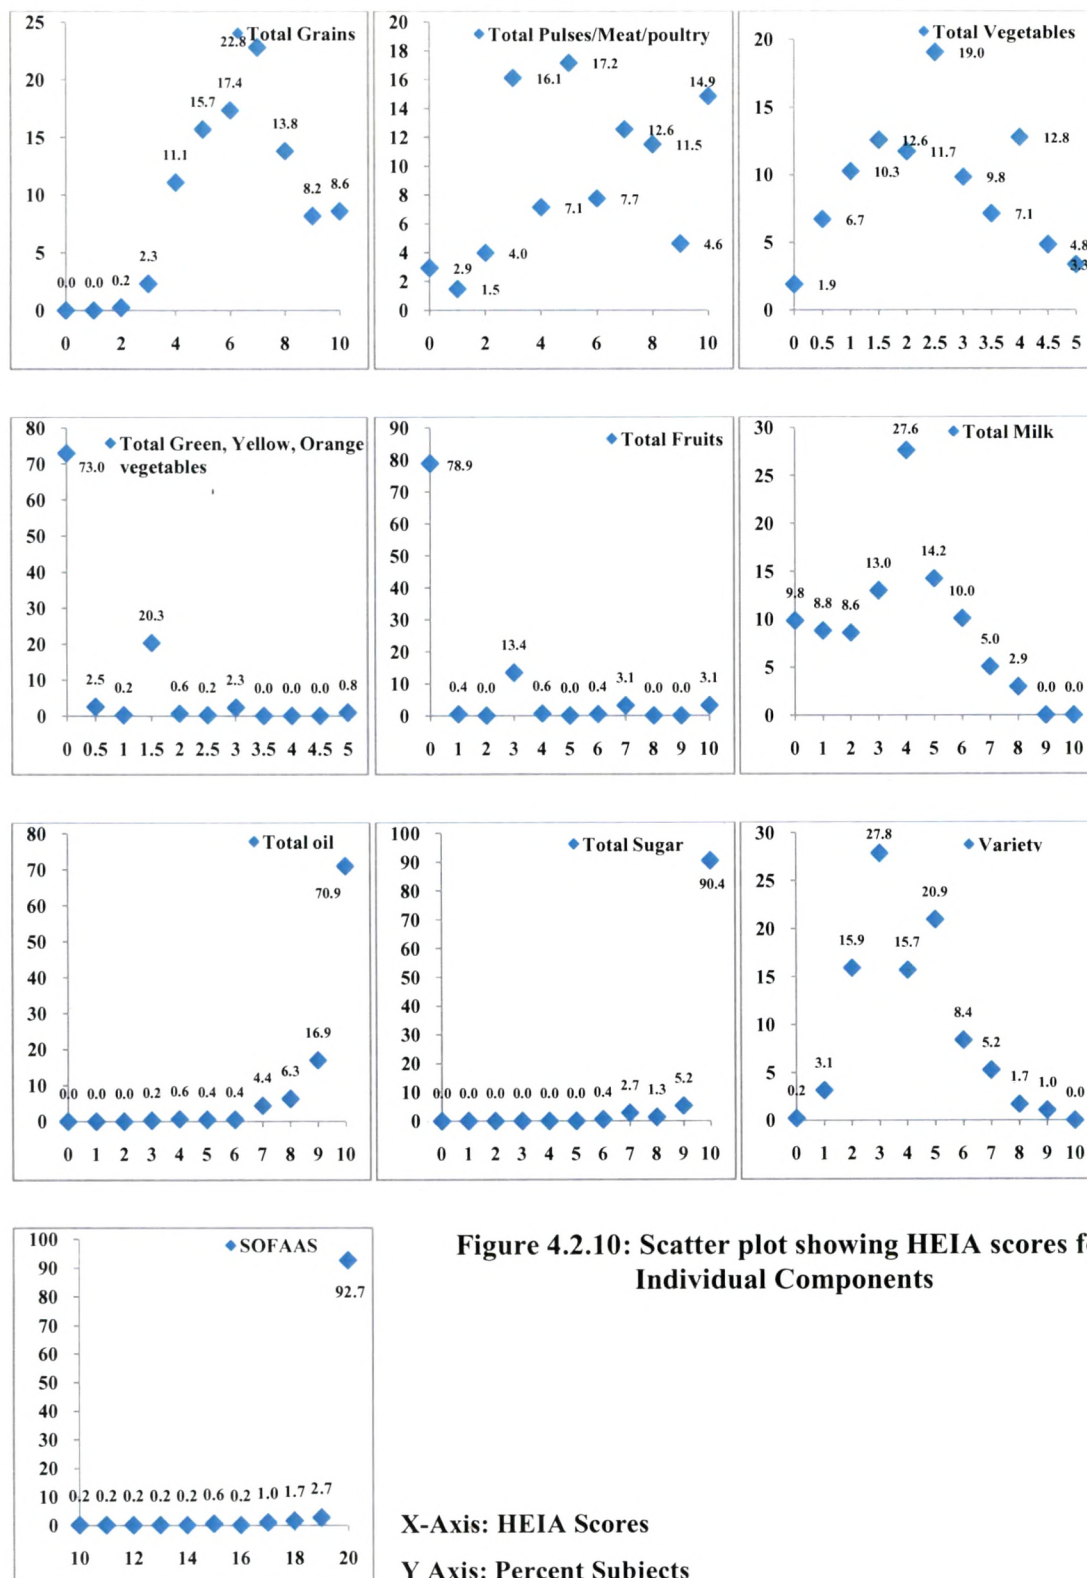 Total Grains
25
20
15
10
5
0
0.0 0.0 0.2 2.3 11.1 15.7 17.4 22.8 13.8 8.2 8.6
0 2 4 6 8 10
Total Pulses/Meat/poultry
20
18
16
14
12
10
8
6
4
2
0
2.9 1.5 4.0 16.1 7.1 17.2 7.7 12.6 11.5 4.6 14.9
0 2 4 6 8 10
Total Vegetables
20
15
10
5
0
1.9 6.7 10.3 12.6 11.7 19.0 9.8 7.1 12.8 4.8 3.3
0 0.5 1 1.5 2 2.5 3 3.5 4 4.5 5
Total Green, Yellow, Orange
vegetables
80
70
60
50
40
30
20
10
0
73.0 2.5 0.2 20.3 0.6 0.2 2.3 0.0 0.0 0.0 0.8
0 0.5 1 1.5 2 2.5 3 3.5 4 4.5 5
Total Fruits
90
80
70
60
50
40
30
20
10
0
78.9 0.4 0.0 13.4 0.6 0.0 0.4 3.1 0.0 0.0 3.1
0 1 2 3 4 5 6 7 8 9 10
Total Milk
30
25
20
15
10
5
0
9.8 8.8 8.6 13.0 27.6 14.2 10.0 5.0 2.9 0.0 0.0
0 1 2 3 4 5 6 7 8 9 10
Total oil
80
70
60
50
40
30
20
10
0
0.0 0.0 0.0 0.2 0.6 0.4 0.4 4.4 6.3 16.9 70.9
0 1 2 3 4 5 6 7 8 9 10
Total Sugar
100
90
80
70
60
50
40
30
20
10
0
0.0 0.0 0.0 0.0 0.0 0.0 0.4 2.7 1.3 5.2 90.4
0 1 2 3 4 5 6 7 8 9 10
Variety
30
25
20
15
10
5
0
0.2 3.1 15.9 27.8 15.7 20.9 8.4 5.2 1.7 1.0 0.0
0 1 2 3 4 5 6 7 8 9 10
SOFAAS
100
90
80
70
60
50
40
30
20
10
0
0.2 0.2 0.2 0.2 0.2 0.6 0.2 1.0 1.7 2.7 92.7
10 12 14 16 18 20
Figure 4.2.10: Scatter plot showing HEIA scores f
Individual Components
X-Axis: HEIA Scores
Y Axis: Percent Subjects